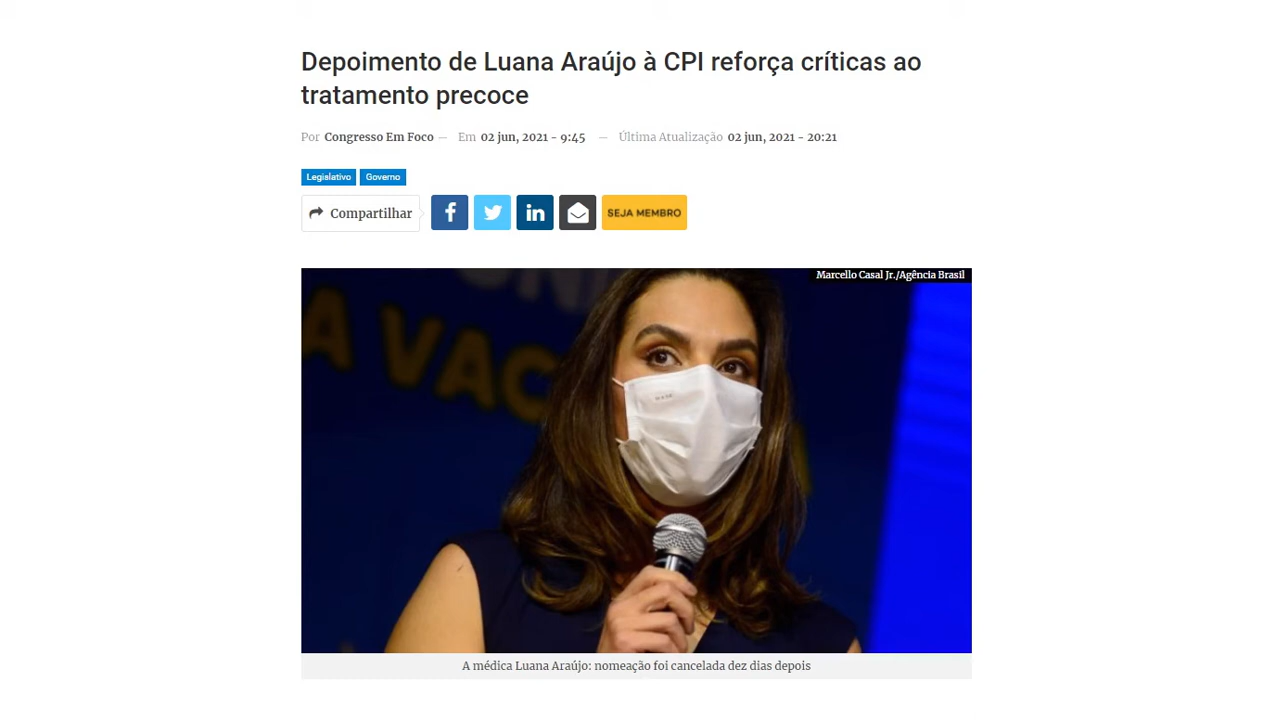 Depoimento de Luana Araújo à CPI reforça críticas ao
tratamento precoce
Por Congresso Em Foco — Em 02 jun, 2021 - 9:45 — Última Atualização 02 jun, 2021 - 20:21
Legislativo Governo
Compartilhar SEJA MEMBRO
Marcello Casal Jr./Agência Brasil
A VAC
A médica Luana Araújo: nomeação foi cancelada dez dias depois